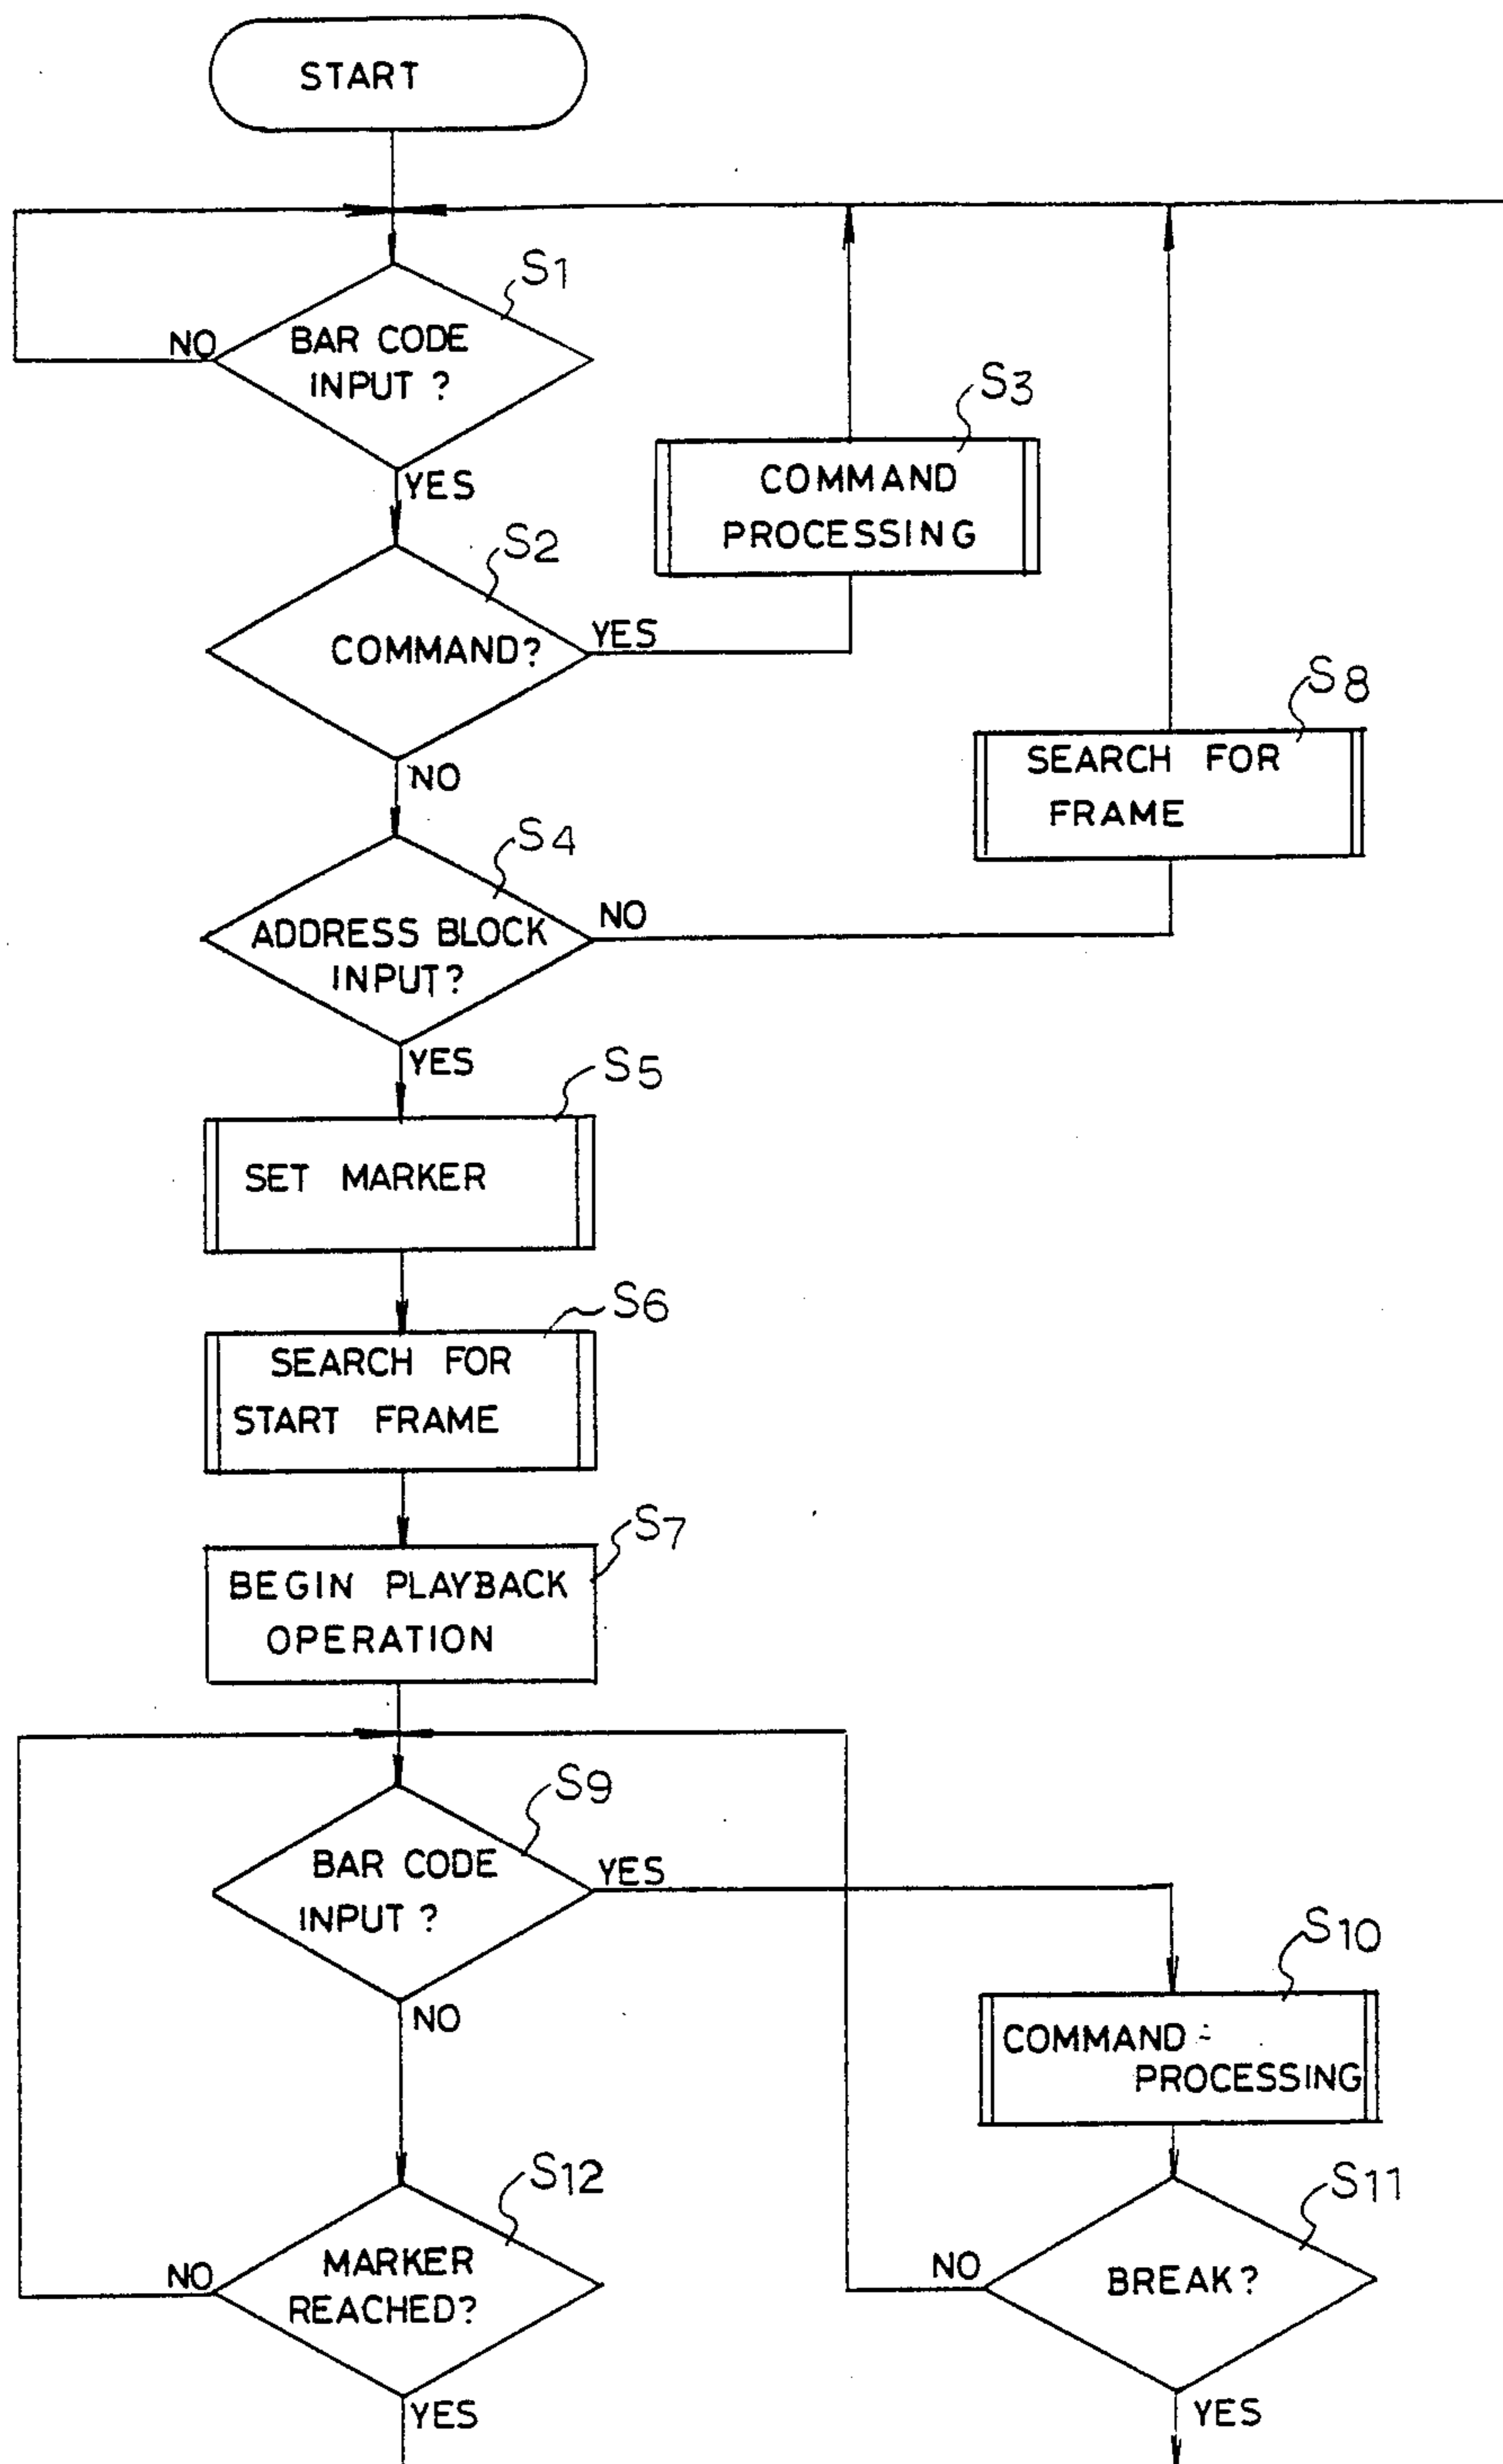 START
S1
NO
BAR CODE
INPUT ?
YES
S3
COMMAND
PROCESSING
S2
COMMAND?
YES
NO
S8
SEARCH FOR
FRAME
S4
ADDRESS BLOCK
INPUT?
NO
YES
S5
SET MARKER
S6
SEARCH FOR
START FRAME
S7
BEGIN PLAYBACK
OPERATION
S9
BAR CODE
INPUT ?
YES
NO
S10
COMMAND -
PROCESSING
S12
MARKER
REACHED?
NO
YES
S11
BREAK?
NO
YES